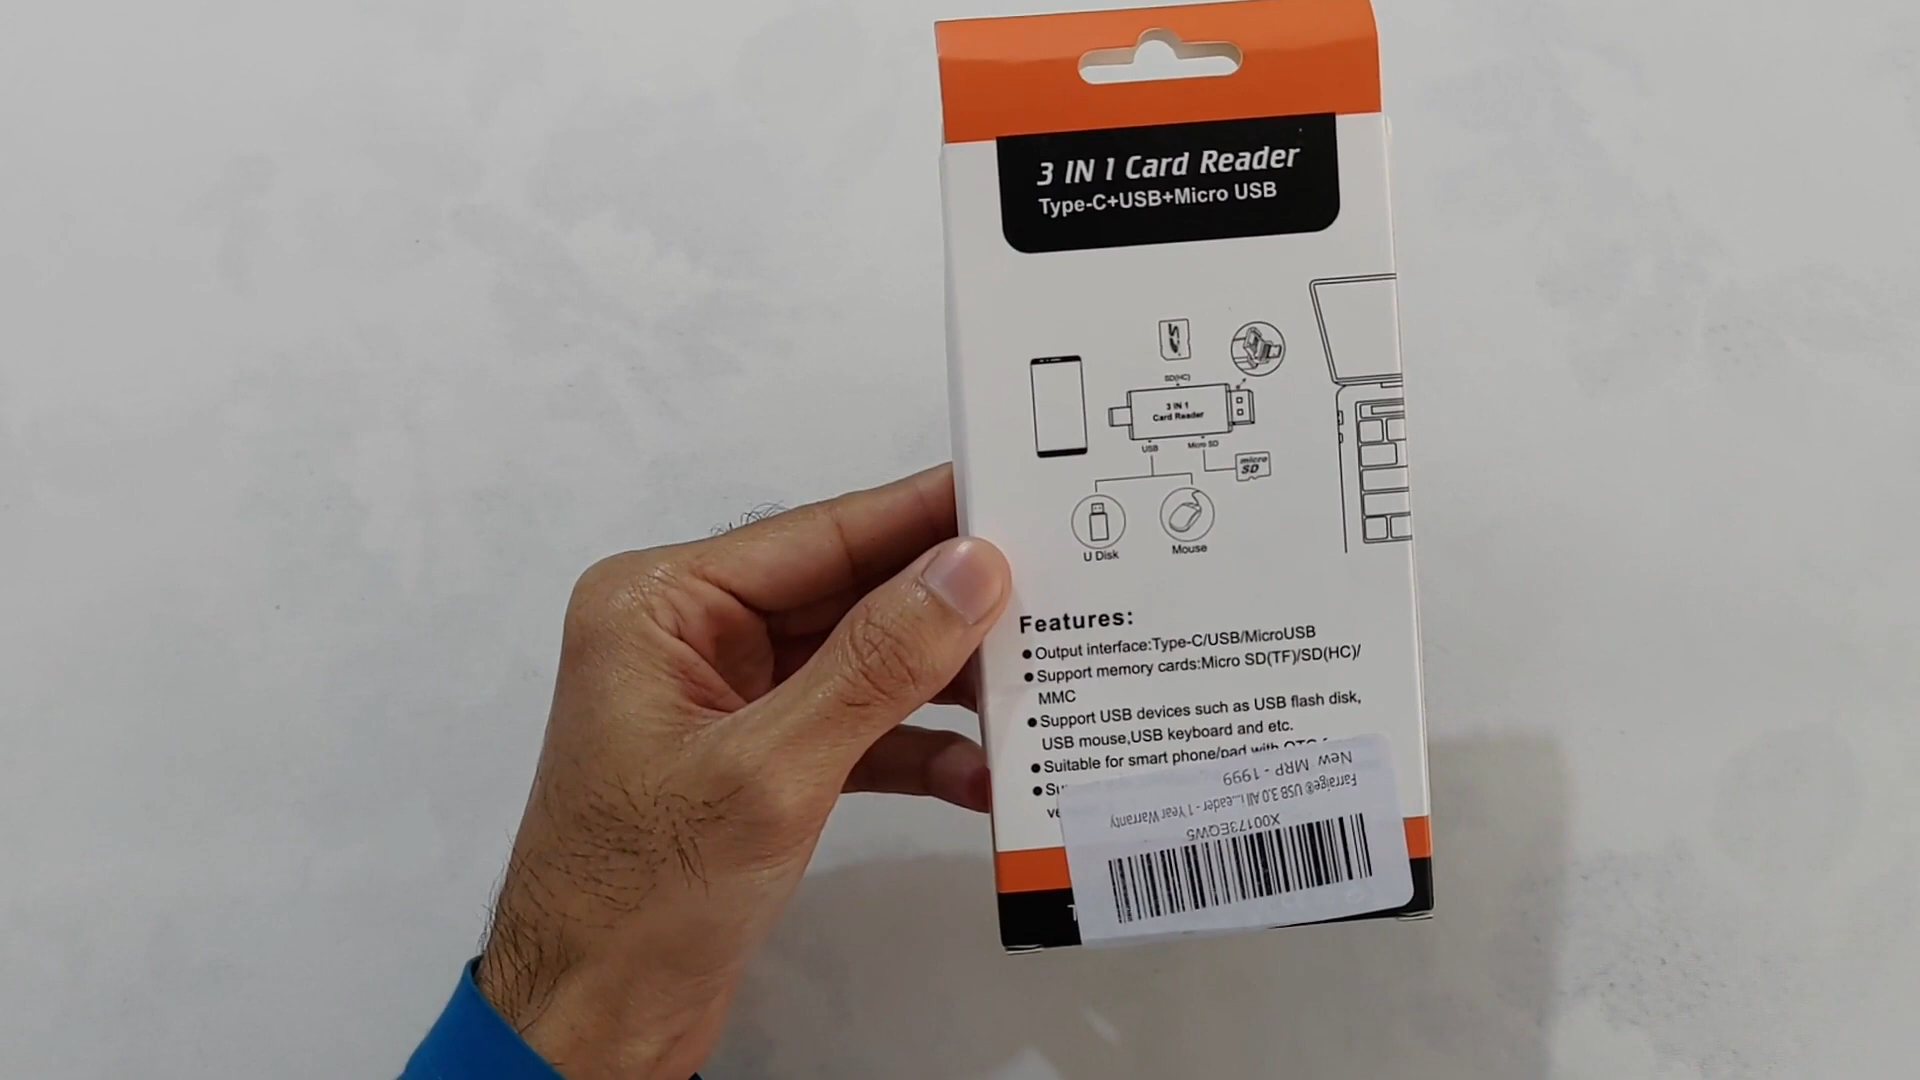 3 IN 1 Card Reader
Type-C+USB+Micro USB
SD(HC)
3 IN 1
Card Reader
USB
Micro SD
micro
SD
U Disk
Mouse
Features:
●Output interface:Type-C/USB/MicroUSB
●Support memory cards:Micro SD(TF)/SD(HC)/
MMC
●Support USB devices such as USB flash disk,
USB mouse,USB keyboard and etc.
●Suitable for smart phone/pad with OTG
X00173EQW5
Farraige® USB 3.0 All i...eader - 1 Year Warranty
New MRP - 1999